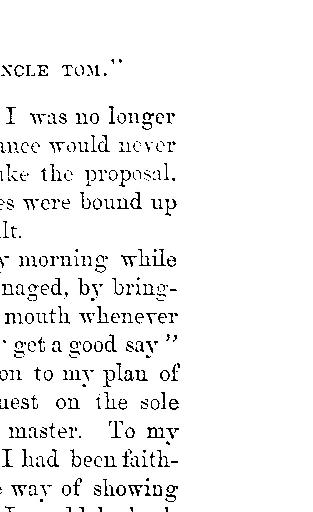 NCLE TOM."
I was no longer
ance would never
ake the proposal.
es were bound up
lt.
y morning while
naged, by bring-
mouth whenever
get a good say"
on to my plan of
uest on the sole
master. To my
I had been faith-
e way of showing